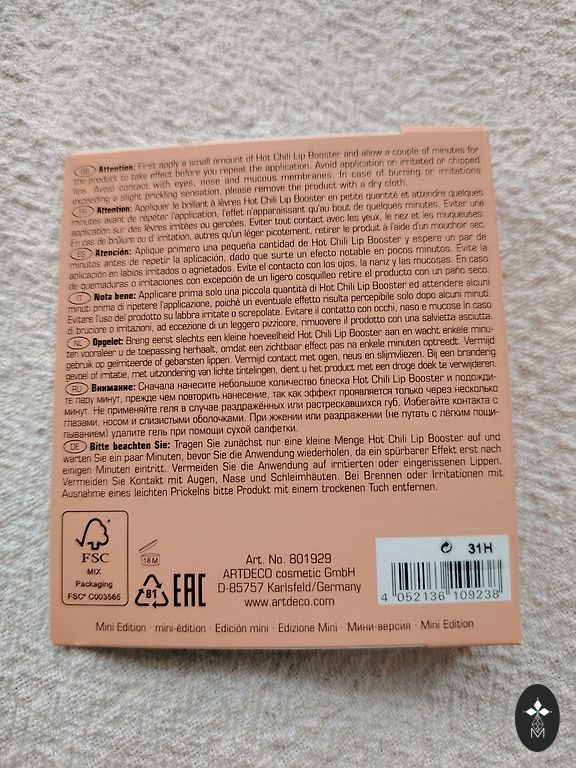 GB Attention: First apply a small amount of Hot Chili Lip Booster and allow a couple of minutes for
the product to take effect before you repeat the application. Avoid application on irritated or chipped
lips. Avoid contact with eyes, nose and mucous membranes. In case of burning or irritations
exceeding a slight prickling sensation, please remove the product with a dry cloth.
FR Attention: Appliquer le brillant à lèvres Hot Chili Lip Booster en petite quantité et attendre quelques
minutes avant de répéter l'application, l'effet n'apparaissant qu'au bout de quelques minutes. Eviter une
application sur des lèvres irritées ou gercées. Eviter tout contact avec les yeux, le nez et les muqueuses.
En cas de brûlure ou d' irritation, autres qu'un léger picotement, retirer le produit à l'aide d'un mouchoir sec.
ES Atención: Aplique primero una pequeña cantidad de Hot Chili Lip Booster y espere un par de
minutos antes de repetir la aplicación, dado que surte un efecto notable en pocos minutos. Evite la
aplicación en labios irritados o agrietados. Evite el contacto con los ojos, la nariz y las mucosas. En caso
de quemaduras o irritaciones con excepción de un ligero cosquilleo retire el producto con un paño seco.
IT Nota bene: Applicare prima solo una piccola quantità di Hot Chili Lip Booster ed attendere alcuni
minuti prima di ripetere l'applicazione, poiché un eventuale effetto risulta percepibile solo dopo alcuni minuti.
Evitare l'uso del prodotto su labbra irritate o screpolate. Evitare il contatto con occhi, naso e mucose In caso
di bruciore o irritazioni, ad eccezione di un leggero pizzicore, rimuovere il prodotto con una salvietta asciutta.
NL Opgelet: Breng eerst slechts een kleine hoeveelheid Hot Chili Lip Booster aan en wacht enkele minu-
ten vooraleer u de toepassing herhaalt, omdat een zichtbaar effect pas na enkele minuten optreedt. Vermijd
gebruik op geïrriteerde of gebarsten lippen. Vermijd contact met ogen, neus en slijmvliezen. Bij een brandend
gevoel of irritatie, met uitzondering van lichte tintelingen, dient u het product met een droge doek te verwijderen.
RU Внимание: Сначала нанесите небольшое количество блеска Hot Chili Lip Booster и подожди-
те пару минут, прежде чем повторить нанесение, так как эффект проявляется только через несколько
минут. Не применяйте геля в случае раздражённых или растрескавшихся губ. Избегайте контакта с
глазами, носом и слизистыми оболочками. При жжении или раздражении (не путать с лёгким пощи-
пыванием) удалите гель при помощи сухой салфетки.
DE Bitte beachten Sie: Tragen Sie zunächst nur eine kleine Menge Hot Chili Lip Booster auf und
warten Sie ein paar Minuten, bevor Sie die Anwendung wiederholen, da ein spürbarer Effekt erst nach
einigen Minuten eintritt. Vermeiden Sie die Anwendung auf irritierten oder eingerissenen Lippen.
Vermeiden Sie Kontakt mit Augen, Nase und Schleimhäuten. Bei Brennen oder Irritationen mit
Ausnahme eines leichten Prickelns bitte Produkt mit einem trockenen Tuch entfernen.
FSC
MIX
Packaging
FSC® C003565
18 M
81
EAC
Art. No. 801929
ARTDECO cosmetic GmbH
D-85757 Karlsfeld/Germany
www.artdeco.com
31H
4 052136 109238
Mini Edition · mini-édition · Edición mini · Edizione Mini · Мини-версия · Mini Edition
M